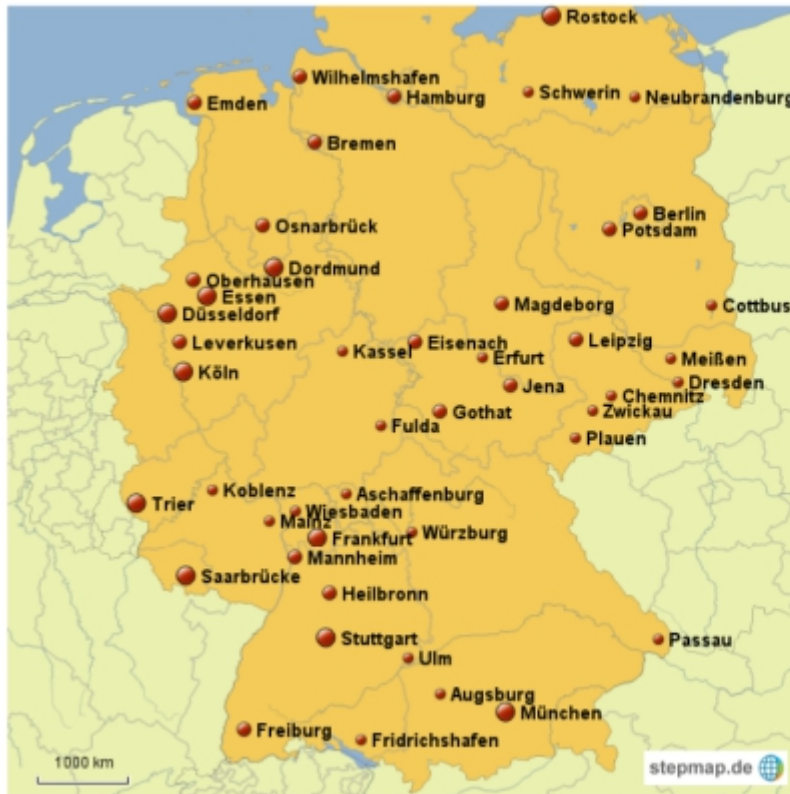 Rostock
Wilhelmshafen
Hamburg
Schwerin
Neubrandenburg
Emden
Bremen
Berlin
Osnarbrück
Potsdam
Dordmund
Oberhausen
Essen
Magdeborg
Cottbus
Düsseldorf
Leverkusen
Eisenach
Leipzig
Kassel
Erfurt
Meißen
Köln
Jena
Dresden
Chemnitz
Gothat
Zwickau
Fulda
Plauen
Koblenz
Aschaffenburg
Trier
Wiesbaden
Mainz
Würzburg
Frankfurt
Mannheim
Saarbrücke
Heilbronn
Stuttgart
Passau
Ulm
Augsburg
München
Freiburg
Fridrichshafen
1000 km
stepmap.de